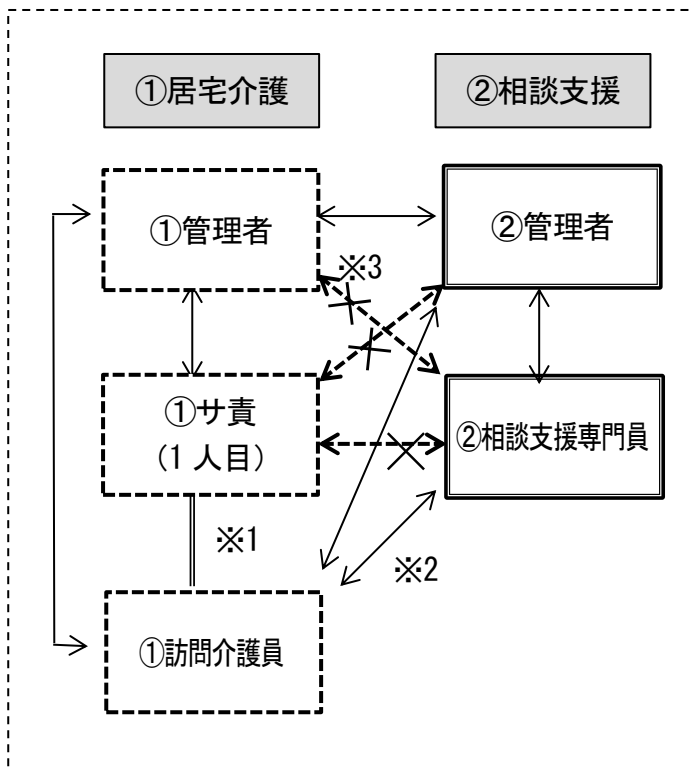 ①居宅介護
②相談支援
①管理者
②管理者
※3
①サ責
(1人目)
②相談支援専門員
※1
※2
①訪問介護員